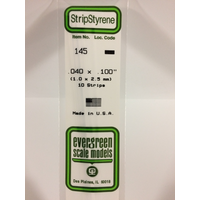 StripStyrene
Item No. Loc. Code
145
.040 x .100"
(1.0 x 2.5 mm)
10 Strips
Made in U.S.A.
evergreen
scale models
Des Plaines, IL 60018